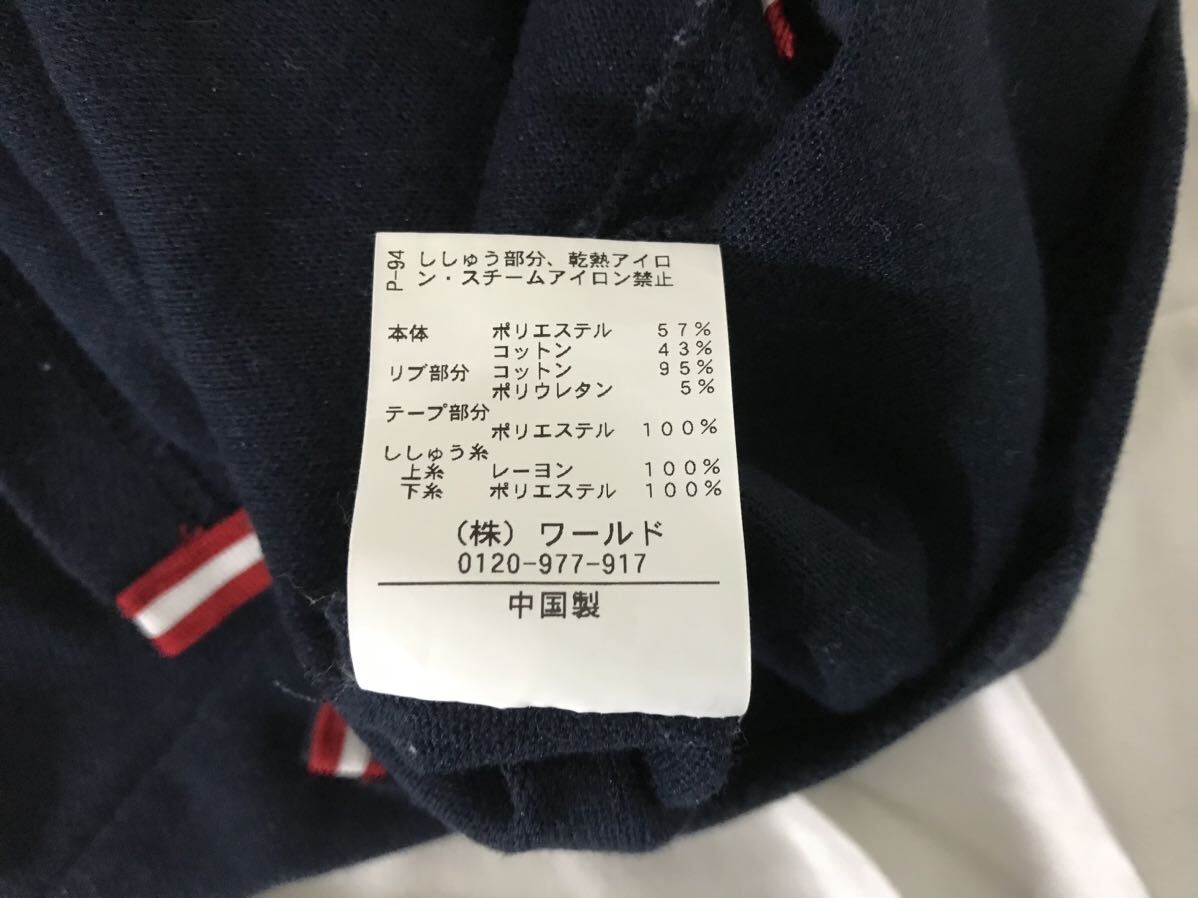 P-94
ししゅう部分、乾熱アイロ
ン・スチームアイロン禁止
本体 ポリエステル 57%
コットン 43%
リブ部分 コットン 95%
ポリウレタン 5%
テープ部分
ポリエステル 100%
ししゅう糸
上糸 レーヨン 100%
下糸 ポリエステル 100%
(株)ワールド
0120-977-917
中国製